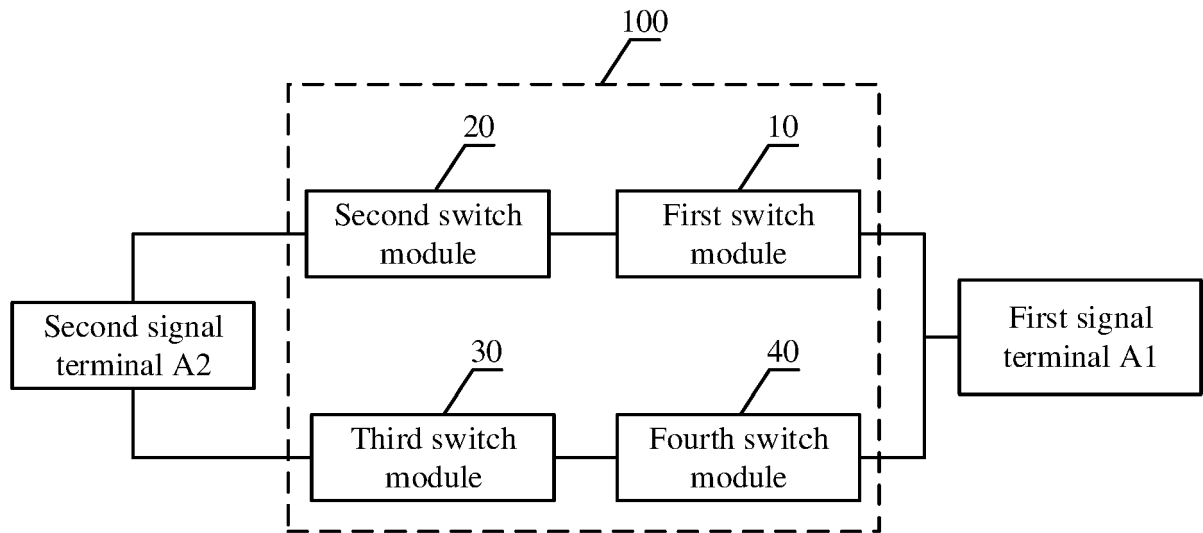 100
20
10
Second switch
module
First switch
module
Second signal
terminal A2
First signal
terminal A1
30
40
Third switch
module
Fourth switch
module